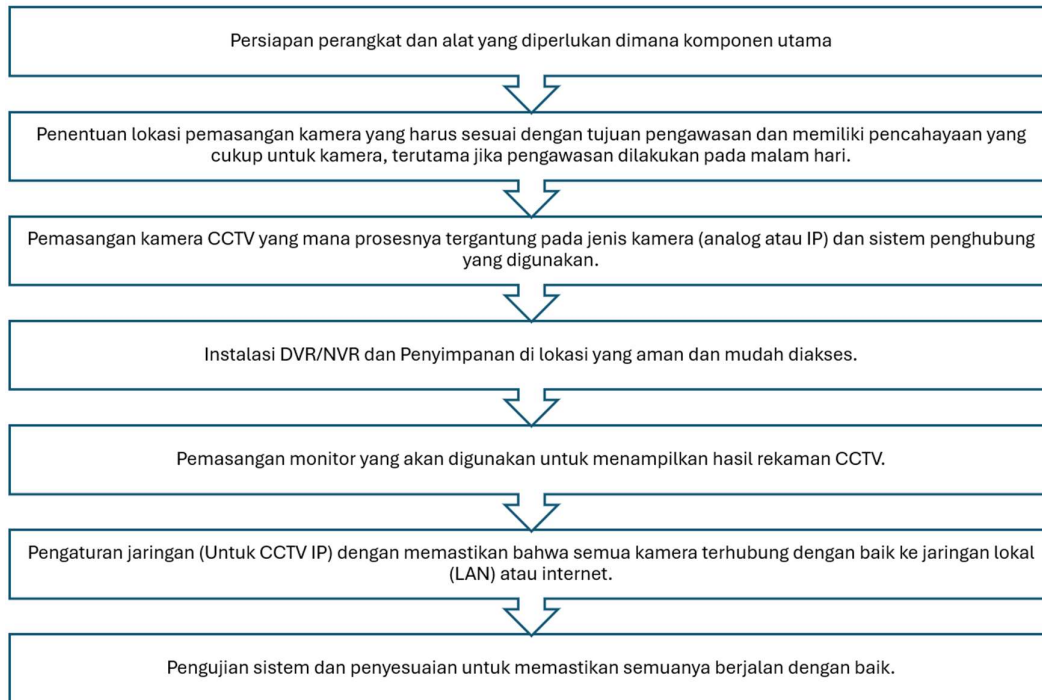 Persiapan perangkat dan alat yang diperlukan dimana komponen utama
Penentuan lokasi pemasangan kamera yang harus sesuai dengan tujuan pengawasan dan memiliki pencahayaan yang
cukup untuk kamera, terutama jika pengawasan dilakukan pada malam hari.
Pemasangan kamera CCTV yang mana prosesnya tergantung pada jenis kamera (analog atau IP) dan sistem penghubung
yang digunakan.
Instalasi DVR/NVR dan Penyimpanan di lokasi yang aman dan mudah diakses.
Pemasangan monitor yang akan digunakan untuk menampilkan hasil rekaman CCTV.
Pengaturan jaringan (Untuk CCTV IP) dengan memastikan bahwa semua kamera terhubung dengan baik ke jaringan lokal
(LAN) atau internet.
Pengujian sistem dan penyesuaian untuk memastikan semuanya berjalan dengan baik.